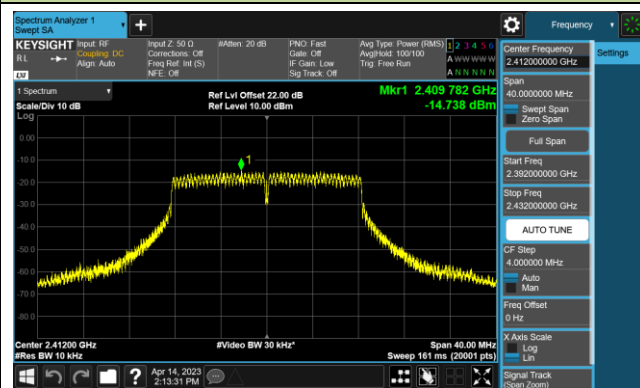 Spectrum Analyzer 1
Swept SA
+
Frequency
KEYSIGHT
RL
Input: RF
Coupling: DC
Align: Auto
Input Z: 50 Ω
Corrections: Off
Freq Ref: Int (S)
NFE: Off
#Atten: 20 dB
PNO: Fast
Gate: Off
IF Gain: Low
Sig Track: Off
Avg Type: Power (RMS)
Avg|Hold: 100/100
Trig: Free Run
1 2 3 4 5 6
A W W W W W
A N N N N N
LXI
1 Spectrum
Scale/Div 10 dB
Log
Ref Lvl Offset 22.00 dB
Ref Level 10.00 dBm
Mkr1 2.409 782 GHz
-14.738 dBm
1
0.00
-10.0
-20.0
-30.0
-40.0
-50.0
-60.0
-70.0
-80.0
Center 2.41200 GHz
#Res BW 10 kHz
#Video BW 30 kHz*
Span 40.00 MHz
Sweep 161 ms (20001 pts)
Center Frequency
2.412000000 GHz
Settings
Span
40.0000000 MHz
Swept Span
Zero Span
Full Span
Start Freq
2.392000000 GHz
Stop Freq
2.432000000 GHz
AUTO TUNE
CF Step
4.000000 MHz
Auto
Man
Freq Offset
0 Hz
X Axis Scale
Log
Lin
Signal Track
(Span Zoom)
?
Apr 14, 2023
2:13:31 PM